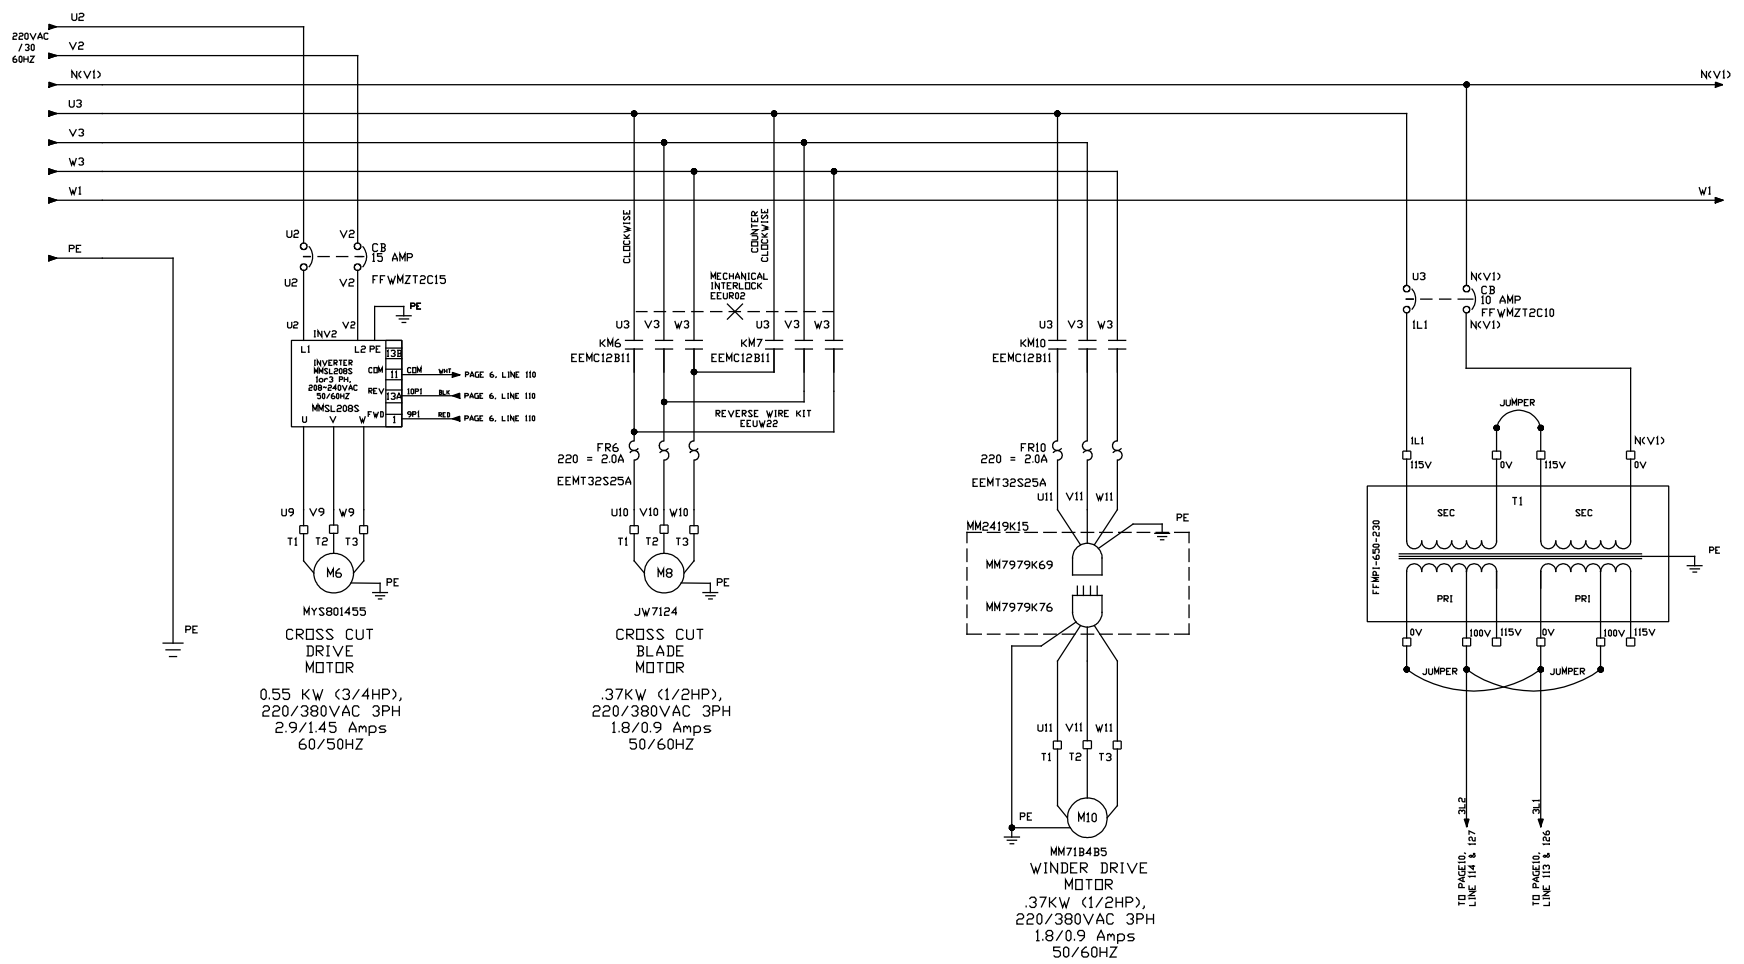 U2
220VAC
/30
60HZ
V2
N(V1)
N(V1)
U3
V3
W3
W1
W1
PE
PE
U2
V2
CB
15 AMP
U2
V2
FFWMZT2C15
PE
U2
V2
INV2
L1
L2 PE
13B
INVERTER
MMSL208S
1or3 PH,
208-240VAC
50/60HZ
MMSL208S
COM
11
COM
WHT
PAGE 6, LINE 110
REV
13A
10P1
BLK
PAGE 6, LINE 110
FWD
1
9P1
RED
PAGE 6, LINE 110
U
V
W
U9
V9
W9
T1
T2
T3
M6
PE
MYS801455
CROSS CUT
DRIVE
MOTOR
0.55 KW (3/4HP),
220/380VAC 3PH
2.9/1.45 Amps
60/50HZ
CLOCKWISE
COUNTER
CLOCKWISE
MECHANICAL
INTERLOCK
EEUR02
U3
V3
W3
U3
V3
W3
KM6
EEMC12B11
KM7
EEMC12B11
REVERSE WIRE KIT
EEUW22
FR6
220 = 2.0A
EEMT32S25A
U10
V10
W10
T1
T2
T3
M8
PE
JW7124
CROSS CUT
BLADE
MOTOR
.37KW (1/2HP),
220/380VAC 3PH
1.8/0.9 Amps
50/60HZ
U3
V3
W3
KM10
EEMC12B11
FR10
220 = 2.0A
EEMT32S25A
U11
V11
W11
MM2419K15
PE
MM7979K69
MM7979K76
U11
V11
W11
T1
T2
T3
PE
M10
MM71B4B5
WINDER DRIVE
MOTOR
.37KW (1/2HP),
220/380VAC 3PH
1.8/0.9 Amps
50/60HZ
U3
N(V1)
CB
10 AMP
FFWMZT2C10
1L1
N(V1)
JUMPER
1L1
N(V1)
115V
0V
115V
0V
T1
SEC
SEC
FFMP1-650-230
PE
PRI
PRI
0V
100V
115V
0V
100V
115V
JUMPER
JUMPER
3L2
3L1
TO PAGE10,
LINE 114 & 127
TO PAGE10,
LINE 113 & 126